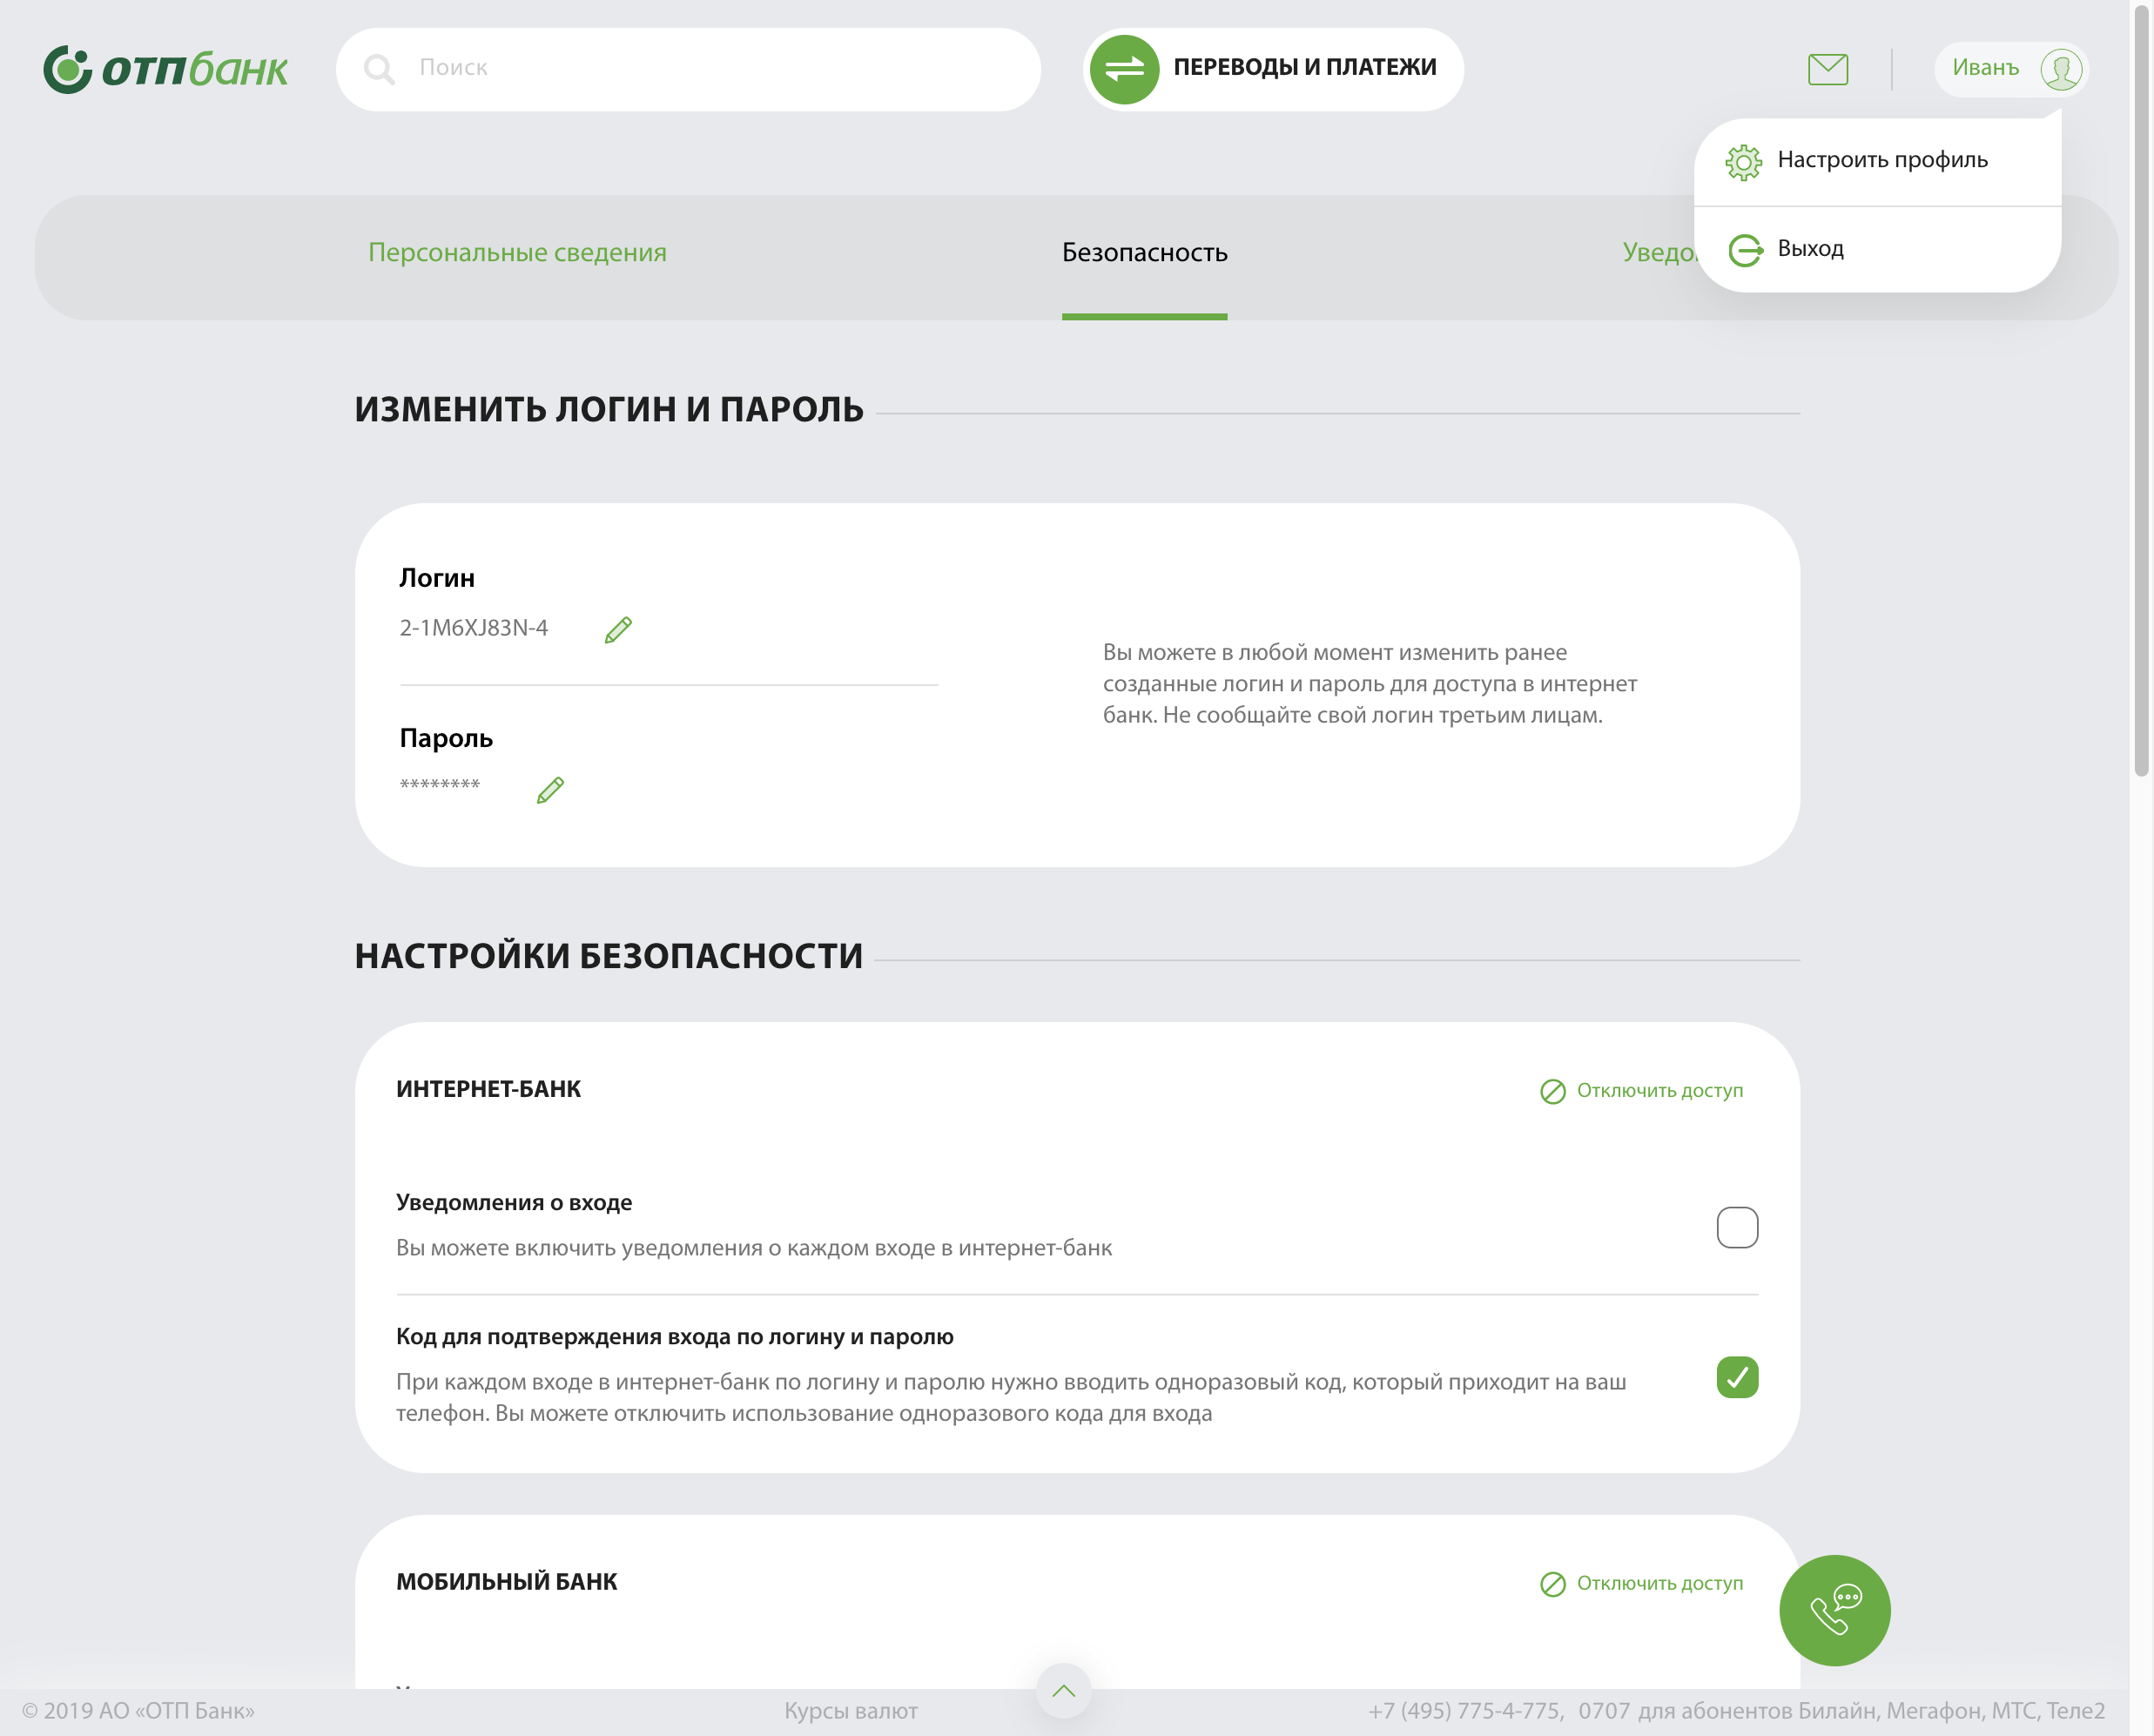 отпбанк
Поиск
ПЕРЕВОДЫ И ПЛАТЕЖИ
Иванъ
Настроить профиль
Выход
Персональные сведения
Безопасность
ИЗМЕНИТЬ ЛОГИН И ПАРОЛЬ
Логин
2-1M6XJ83N-4
Пароль
********
Вы можете в любой момент изменить ранее
созданные логин и пароль для доступа в интернет
банк. Не сообщайте свой логин третьим лицам.
НАСТРОЙКИ БЕЗОПАСНОСТИ
ИНТЕРНЕТ-БАНК
Отключить доступ
Уведомления о входе
Вы можете включить уведомления о каждом входе в интернет-банк
Код для подтверждения входа по логину и паролю
При каждом входе в интернет-банк по логину и паролю нужно вводить одноразовый код, который приходит на ваш
телефон. Вы можете отключить использование одноразового кода для входа
МОБИЛЬНЫЙ БАНК
Отключить доступ
© 2019 АО «ОТП Банк»
Курсы валют
+7 (495) 775-4-775, 0707 для абонентов Билайн, Мегафон, МТС, Теле2